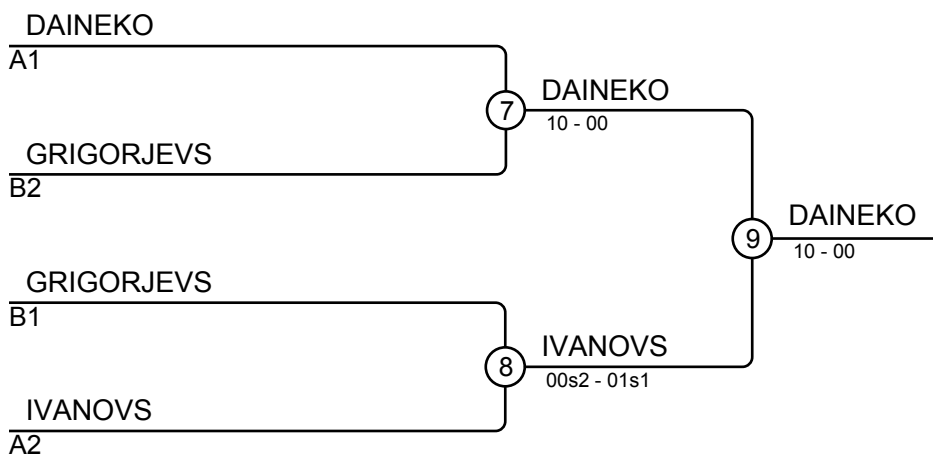 DAINEKO
A1
7
DAINEKO
10 - 00
GRIGORJEVS
B2
9
DAINEKO
10 - 00
GRIGORJEVS
B1
8
IVANOVS
00s2 - 01s1
IVANOVS
A2